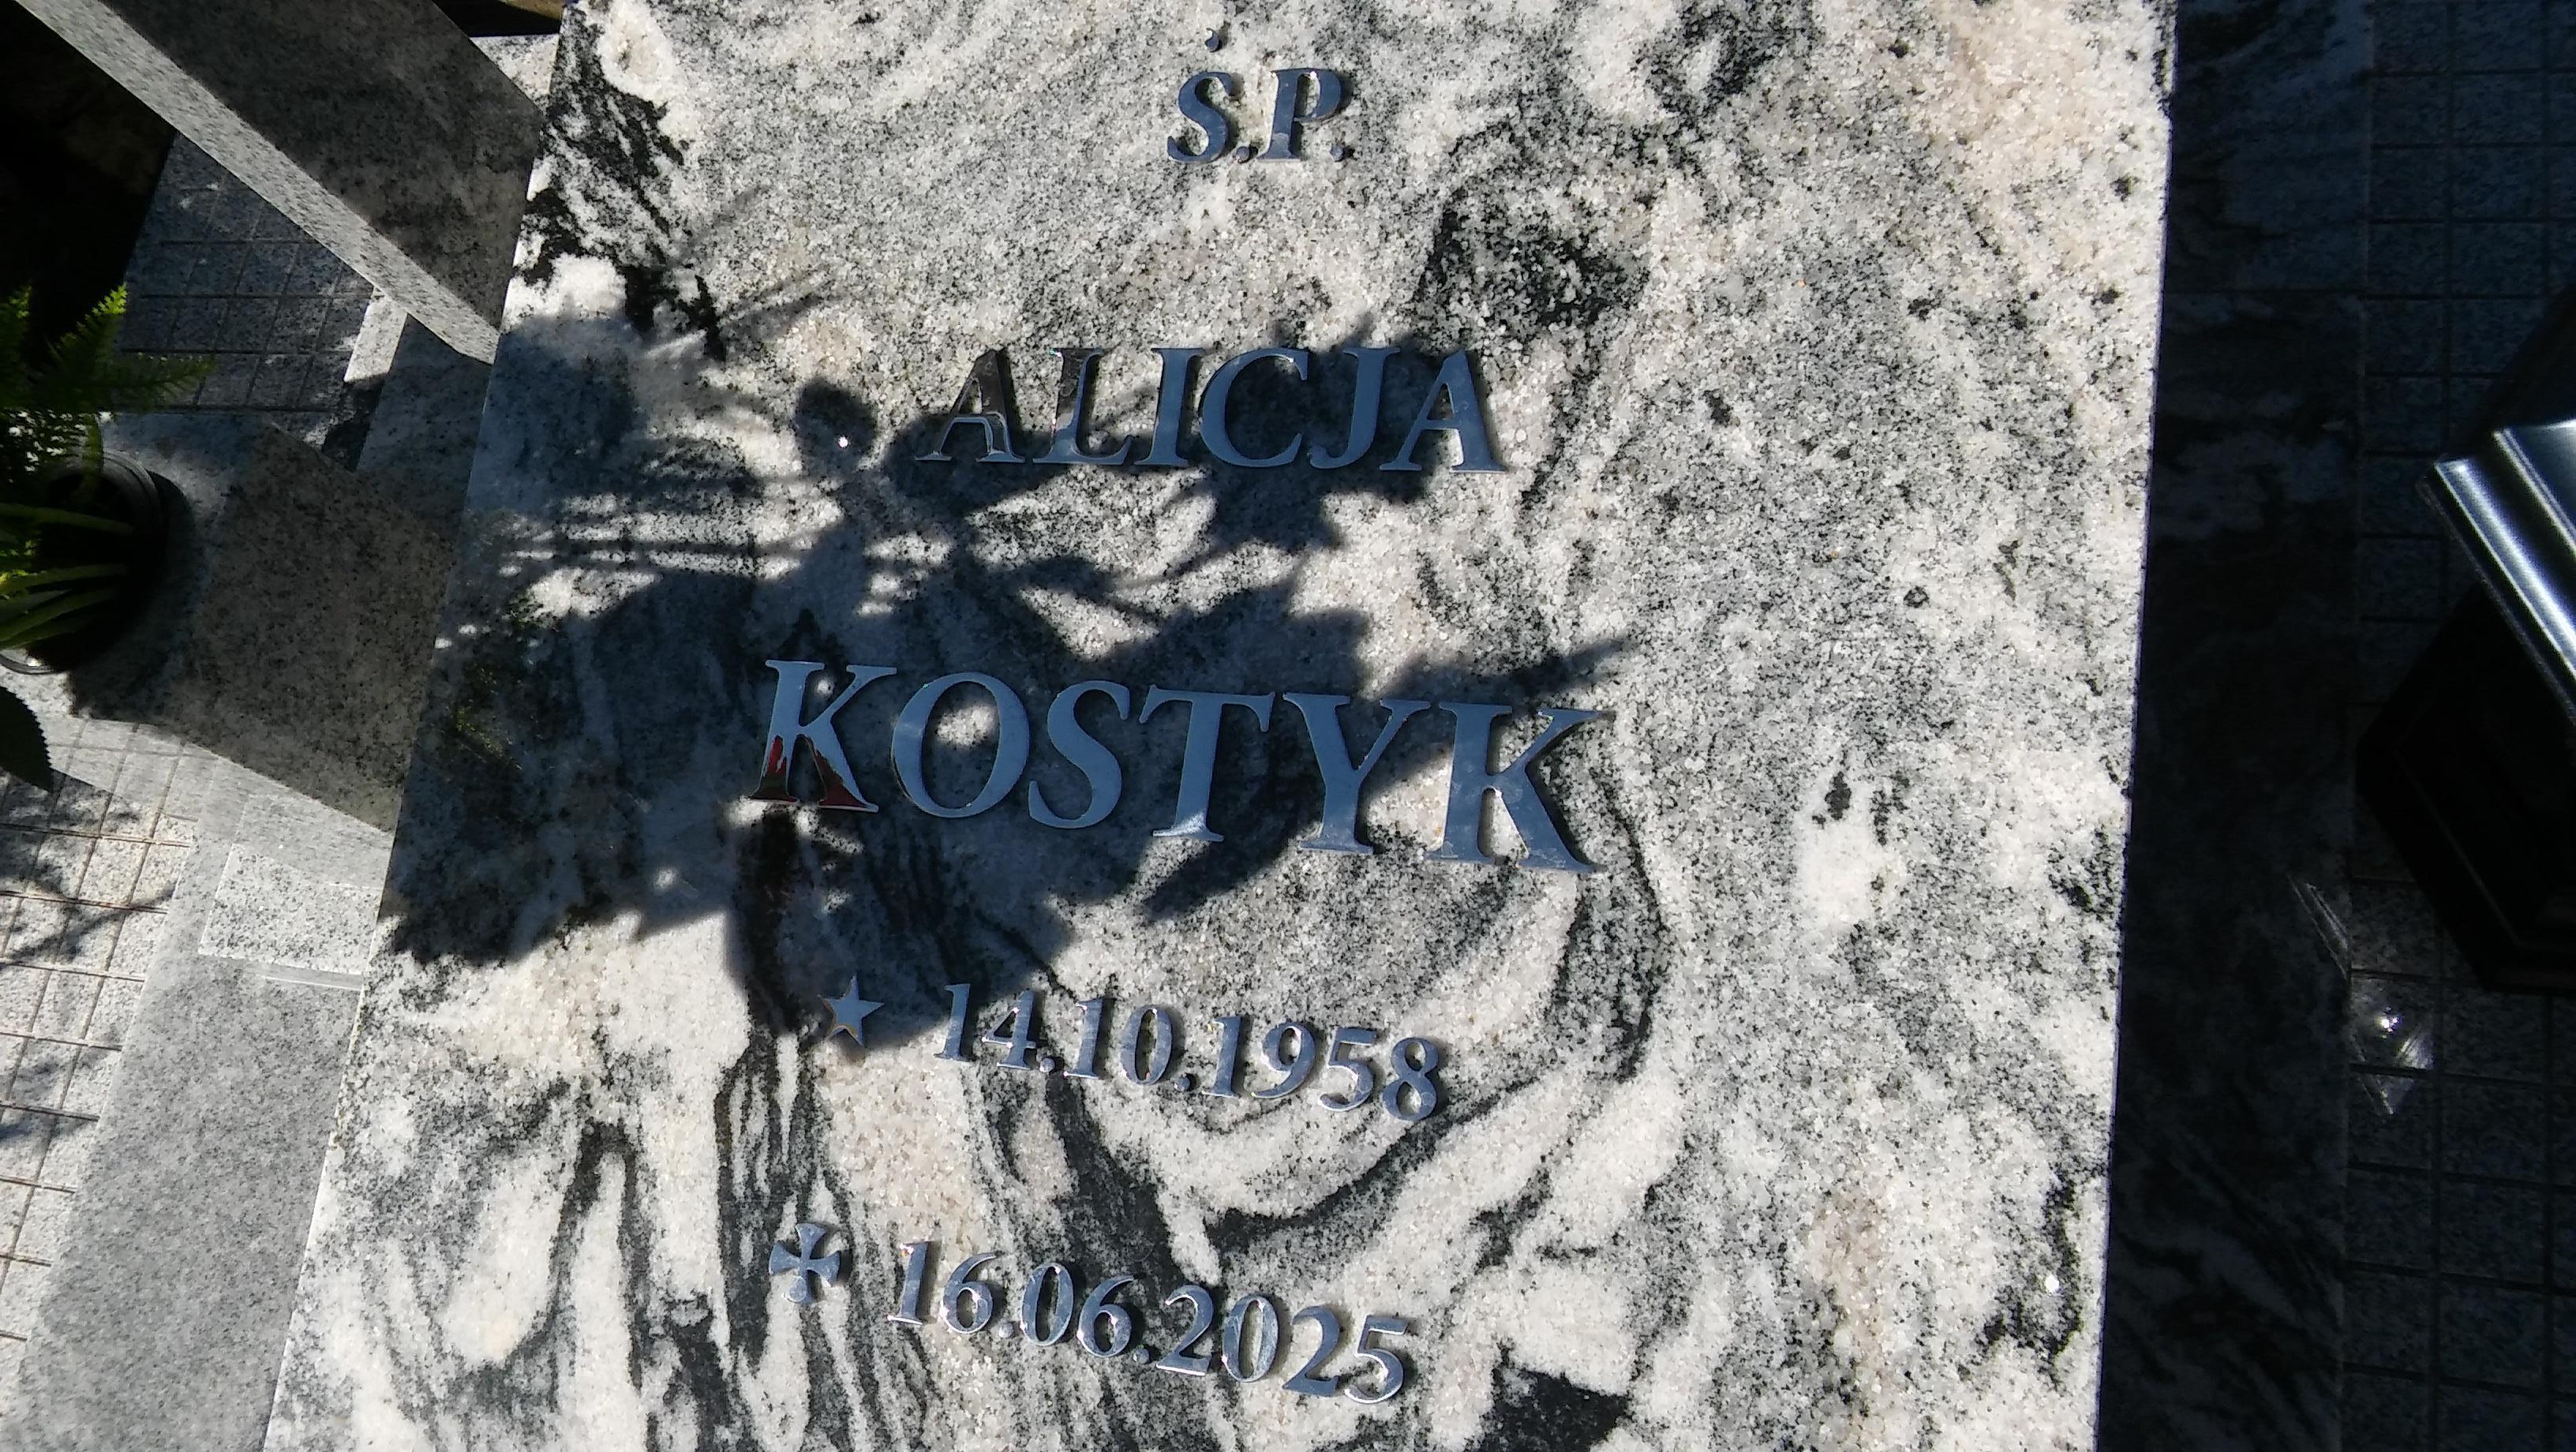 Ś.P.
ALICJA
KOSTYK
★ 14.10.1958
✠ 16.06.2025